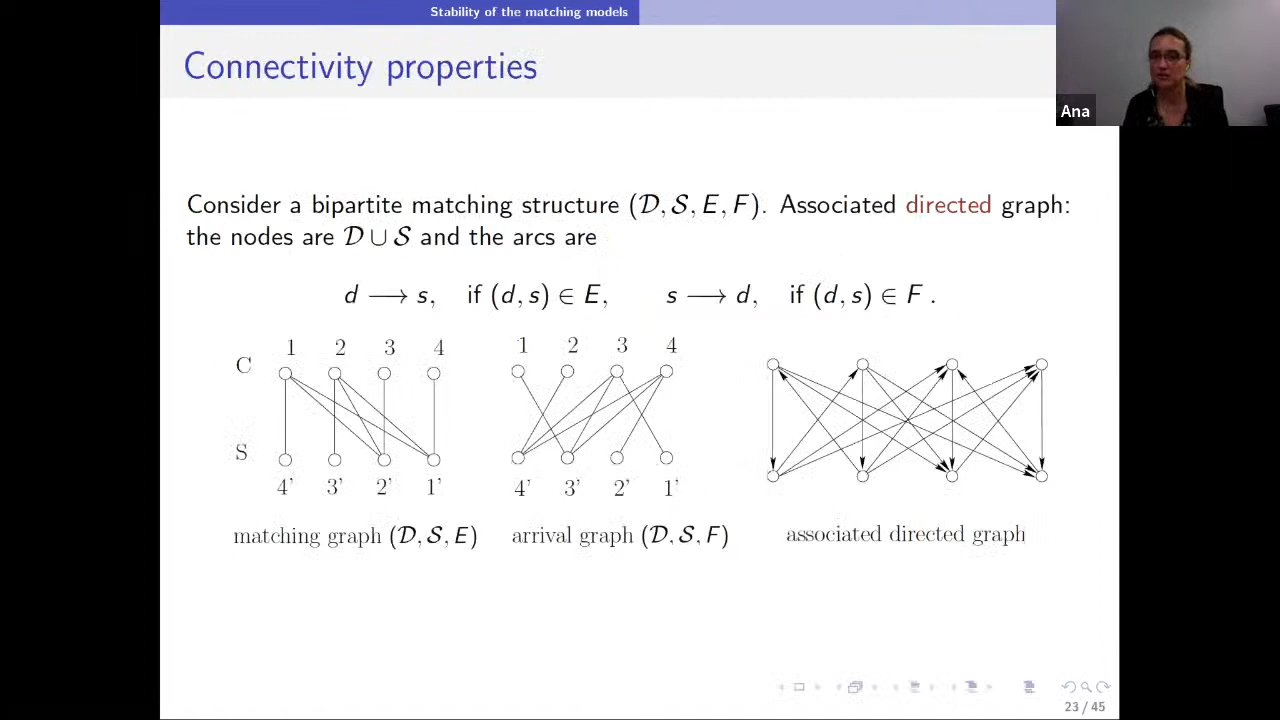 Stability of the matching models
Connectivity properties
Ana
Consider a bipartite matching structure (𝒟, 𝒮, E, F). Associated directed graph:
the nodes are 𝒟 ∪ 𝒮 and the arcs are
d ⟶ s, if (d, s) ∈ E, s ⟶ d, if (d, s) ∈ F .
1 2 3 4
C
S
4' 3' 2' 1'
matching graph (𝒟, 𝒮, E)
1 2 3 4
4' 3' 2' 1'
arrival graph (𝒟, 𝒮, F)
associated directed graph
23 / 45